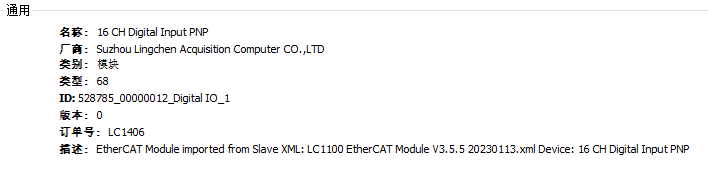 通用
名称: 16 CH Digital Input PNP
厂商: Suzhou Lingchen Acquisition Computer CO.,LTD
类别: 模块
类型: 68
ID: 528785_00000012_Digital IO_1
版本: 0
订单号: LC1406
描述: EtherCAT Module imported from Slave XML: LC1100 EtherCAT Module V3.5.5 20230113.xml Device: 16 CH Digital Input PNP